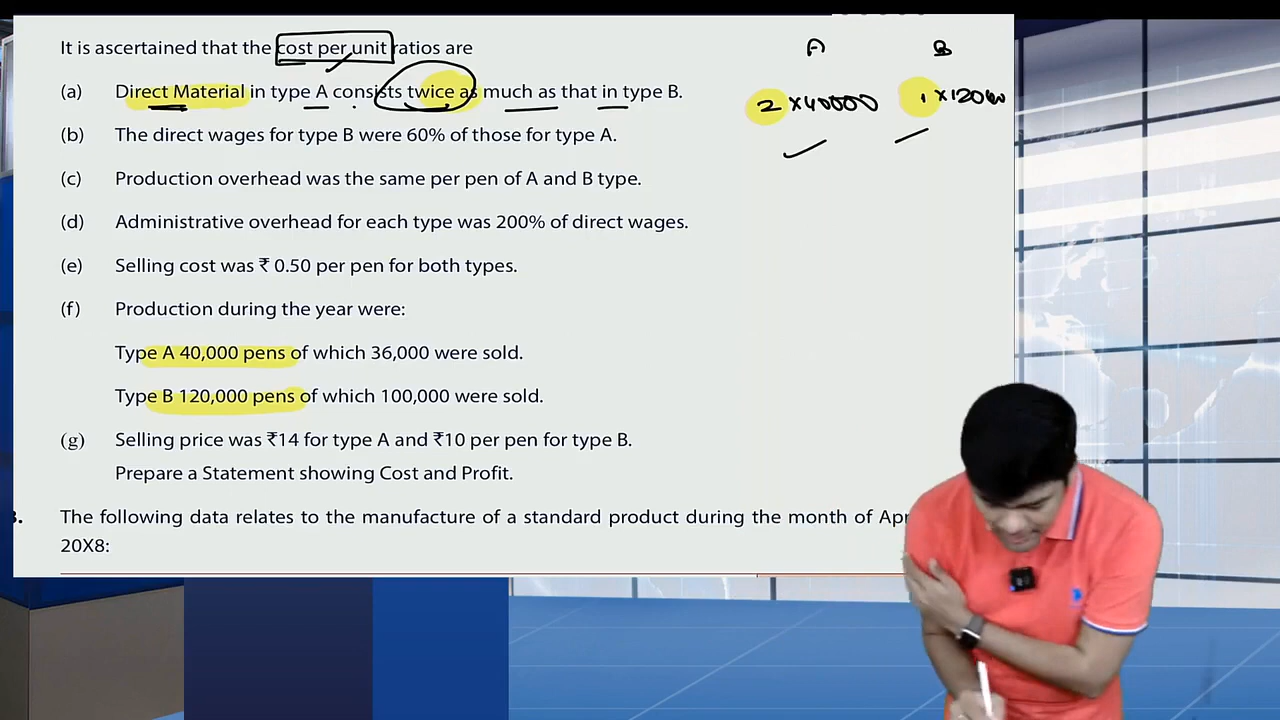 It is ascertained that the cost per unit ratios are
A B
(a) Direct Material in type A consists twice as much as that in type B.
2 x 40000 1 x 12000
(b) The direct wages for type B were 60% of those for type A.
(c) Production overhead was the same per pen of A and B type.
(d) Administrative overhead for each type was 200% of direct wages.
(e) Selling cost was ₹ 0.50 per pen for both types.
(f) Production during the year were:
Type A 40,000 pens of which 36,000 were sold.
Type B 120,000 pens of which 100,000 were sold.
(g) Selling price was ₹14 for type A and ₹10 per pen for type B.
Prepare a Statement showing Cost and Profit.
The following data relates to the manufacture of a standard product during the month of
20X8: